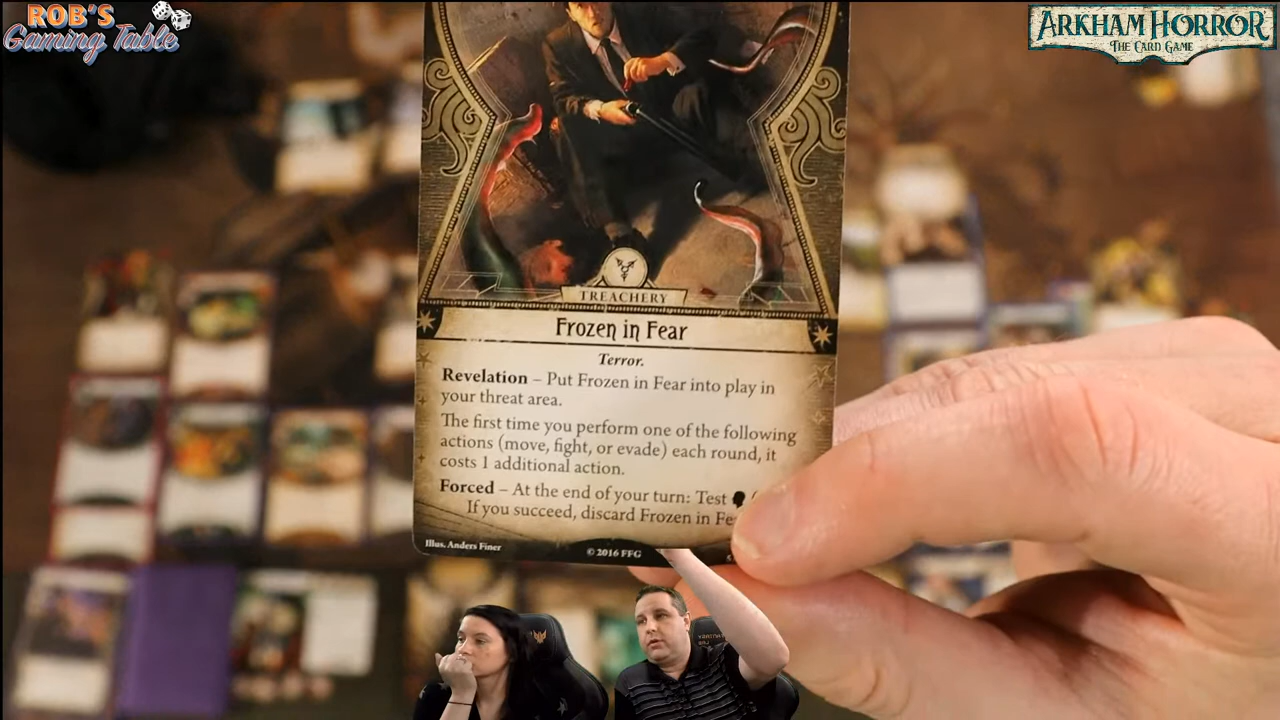 ROB'S
Gaming Table
ARKHAM HORROR
THE CARD GAME
TREACHERY
Frozen in Fear
Terror.
Revelation – Put Frozen in Fear into play in
your threat area.
The first time you perform one of the following
actions (move, fight, or evade) each round, it
costs 1 additional action.
Forced – At the end of your turn: Test
If you succeed, discard Frozen in Fe
Illus. Anders Finer
© 2016 FFG